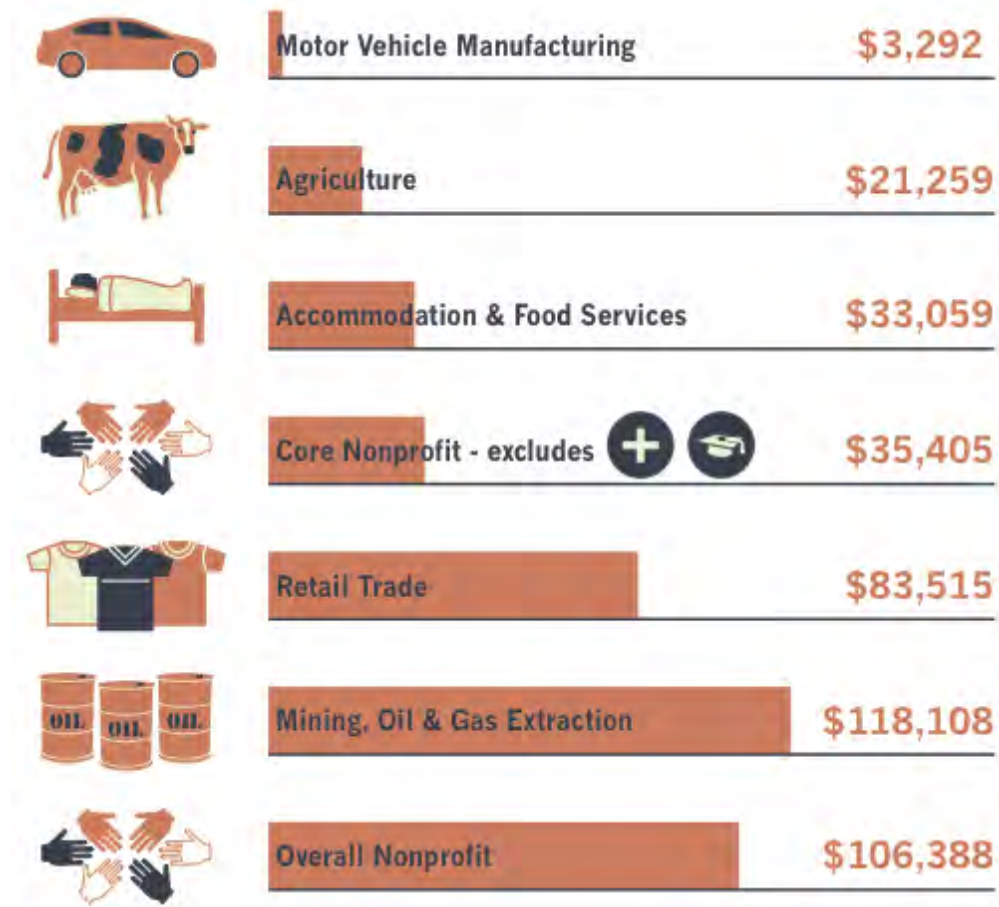 Motor Vehicle Manufacturing $3,292
Agriculture $21,259
Accommodation & Food Services $33,059
Core Nonprofit - excludes $35,405
Retail Trade $83,515
OIL OIL OIL
Mining, Oil & Gas Extraction $118,108
Overall Nonprofit $106,388